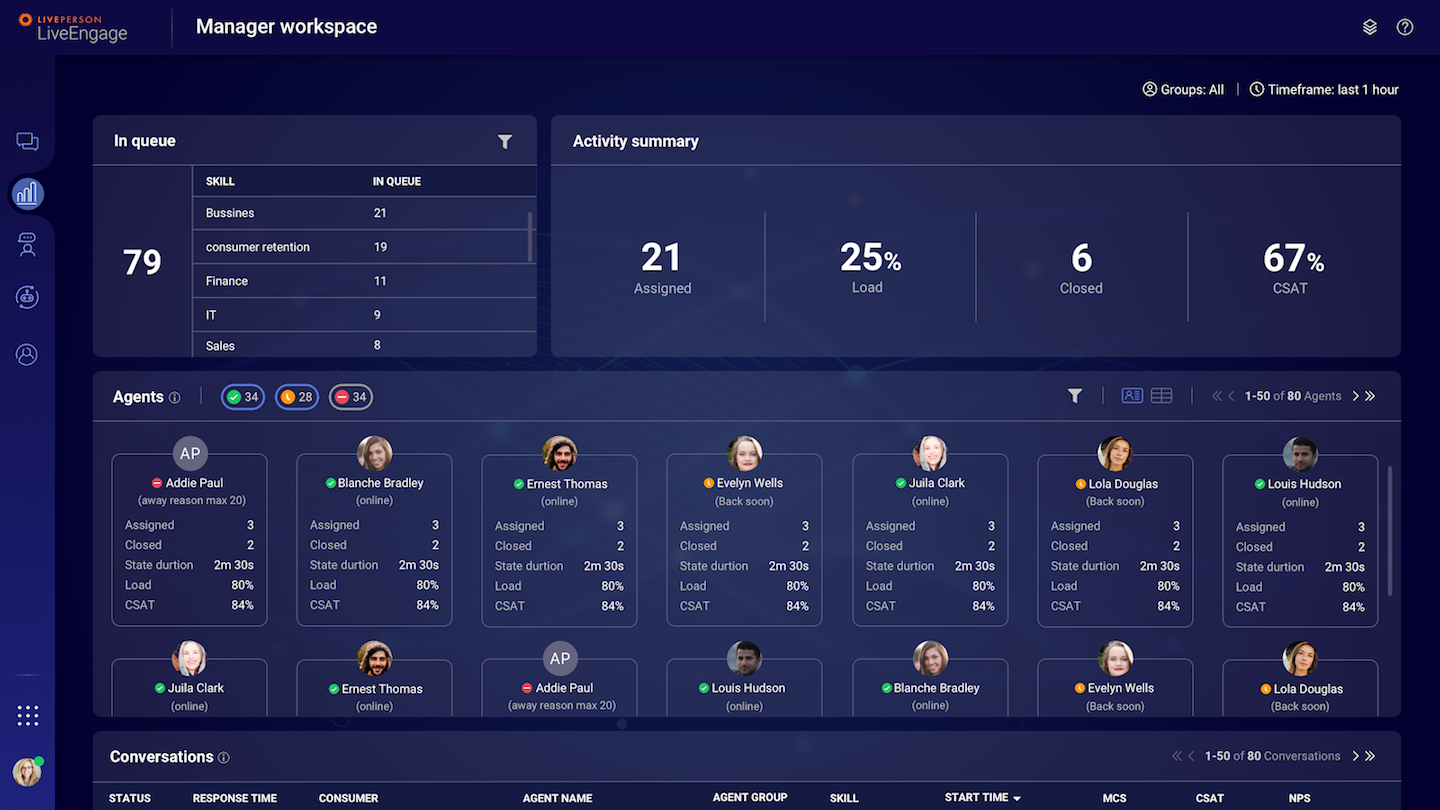 LIVEPERSON
LiveEngage
Manager workspace
Groups: All | Timeframe: last 1 hour
In queue
SKILL IN QUEUE
79
Bussines 21
consumer retention 19
Finance 11
IT 9
Sales 8
Activity summary
21 25% 6 67%
Assigned Load Closed CSAT
Agents 34 28 34 1-50 of 80 Agents
AP
Addie Paul Blanche Bradley Ernest Thomas Evelyn Wells Juila Clark Lola Douglas Louis Hudson
(away reason max 20) (online) (online) (Back soon) (online) (Back soon) (online)
Assigned 3 Assigned 3 Assigned 3 Assigned 3 Assigned 3 Assigned 3 Assigned 3
Closed 2 Closed 2 Closed 2 Closed 2 Closed 2 Closed 2 Closed 2
State durtion 2m 30s State durtion 2m 30s State durtion 2m 30s State durtion 2m 30s State durtion 2m 30s State durtion 2m 30s State durtion 2m 30s
Load 80% Load 80% Load 80% Load 80% Load 80% Load 80% Load 80%
CSAT 84% CSAT 84% CSAT 84% CSAT 84% CSAT 84% CSAT 84% CSAT 84%
AP
Juila Clark Ernest Thomas Addie Paul Louis Hudson Blanche Bradley Evelyn Wells Lola Douglas
(online) (online) (away reason max 20) (online) (online) (Back soon) (Back soon)
Conversations 1-50 of 80 Conversations
STATUS RESPONSE TIME CONSUMER AGENT NAME AGENT GROUP SKILL START TIME MCS CSAT NPS